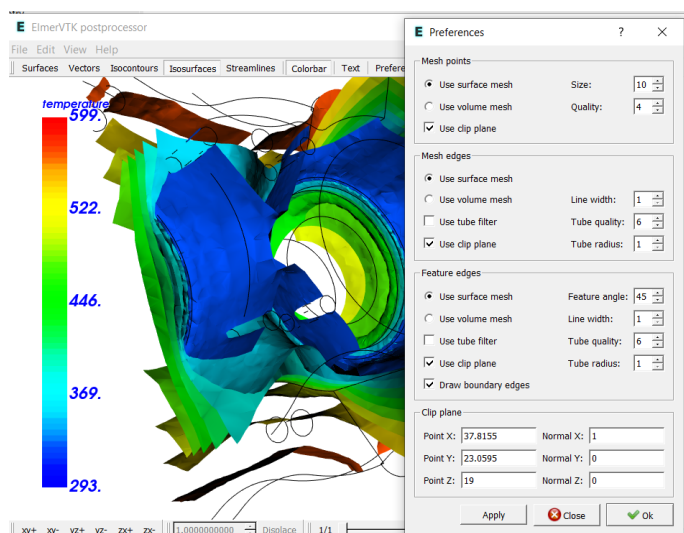 E ElmerVTK postprocessor
File Edit View Help
Surfaces Vectors Isocontours Isosurfaces Streamlines Colorbar Text
temperature
599.
522.
446.
369.
293.
xy+ xy- yz+ yz- zx+ zx- 1.0000000000 Displace 1/1
E Preferences ? ×
Mesh points
Use surface mesh Size: 10
Use volume mesh Quality: 4
Use clip plane
Mesh edges
Use surface mesh
Use volume mesh Line width: 1
Use tube filter Tube quality: 6
Use clip plane Tube radius: 1
Feature edges
Use surface mesh Feature angle: 45
Use volume mesh Line width: 1
Use tube filter Tube quality: 6
Use clip plane Tube radius: 1
Draw boundary edges
Clip plane
Point X: 37.8155 Normal X: 1
Point Y: 23.0595 Normal Y: 0
Point Z: 19 Normal Z: 0
Apply Close Ok